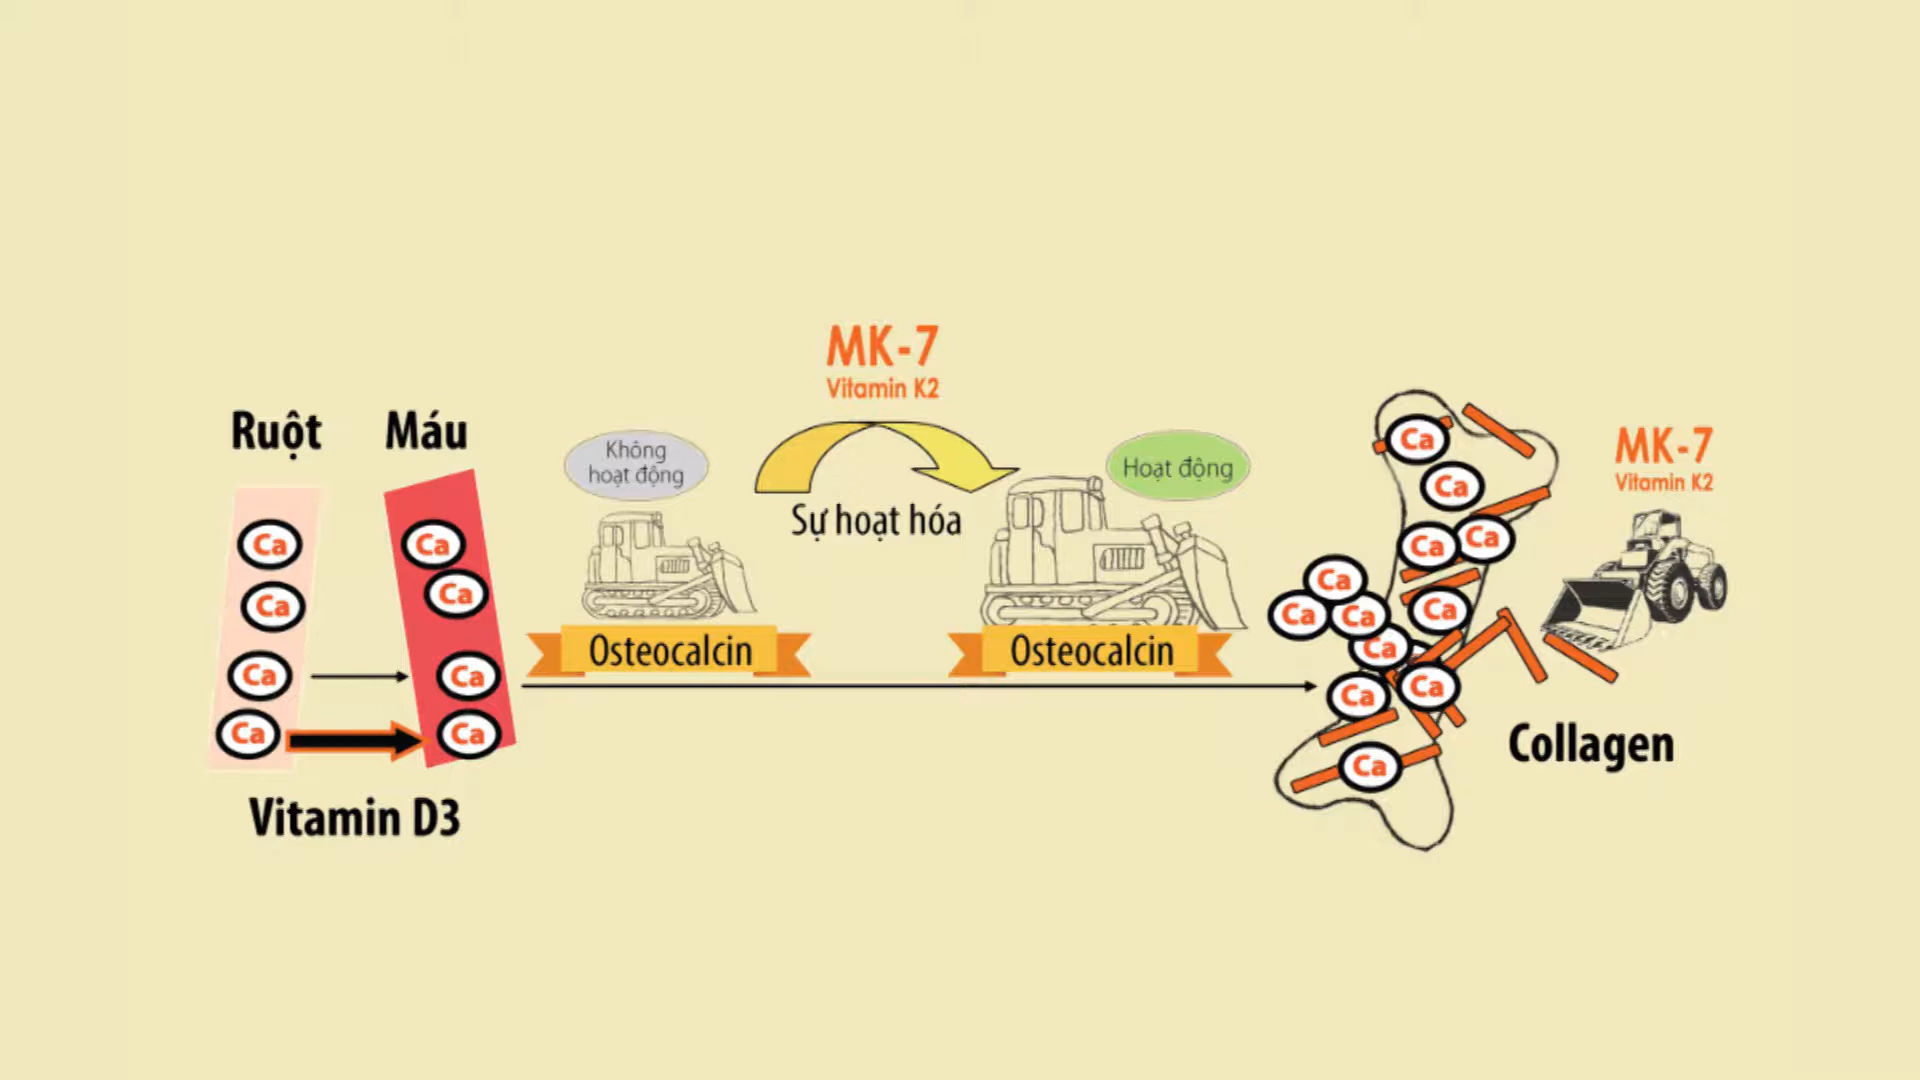 MK-7
Vitamin K2
Ruột
Máu
Không
hoạt động
Hoạt động
MK-7
Vitamin K2
Sự hoạt hóa
Ca
Ca
Ca
Ca
Ca
Ca
Ca
Ca
Osteocalcin
Osteocalcin
Ca
Ca
Ca
Ca
Ca
Ca
Ca
Ca
Ca
Ca
Ca
Ca
Collagen
Vitamin D3